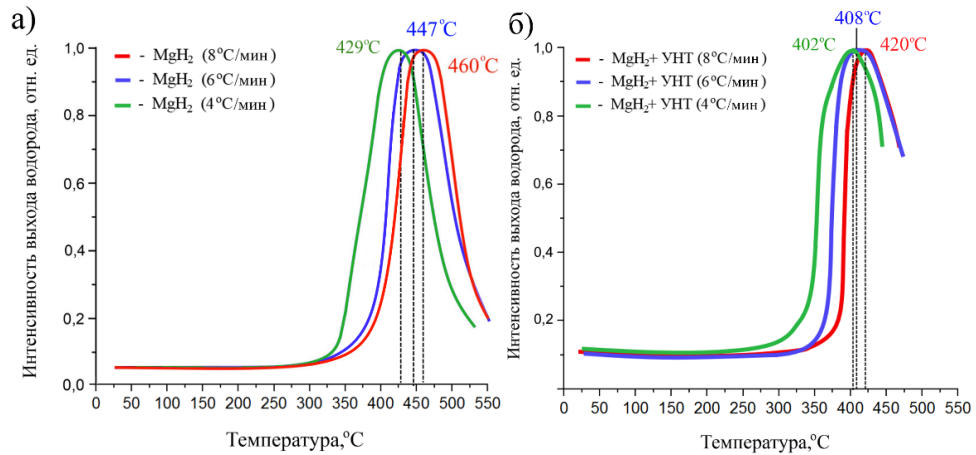 а)
Интенсивность выхода водорода, отн. ед.
1,0
0,8
0,6
0,4
0,2
0,0
- MgH₂ (8°С/мин)
- MgH₂ (6°С/мин)
- MgH₂ (4°С/мин)
429℃
447℃
460℃
0 50 100 150 200 250 300 350 400 450 500 550
Температура,°С
б)
Интенсивность выхода водорода, отн. ед.
1,0
0,8
0,6
0,4
0,2
- MgH₂+ УНТ (8°С/мин)
- MgH₂+ УНТ (6°С/мин)
- MgH₂+ УНТ (4°С/мин)
402℃
408℃
420℃
0 50 100 150 200 250 300 350 400 450 500 550
Температура,°С